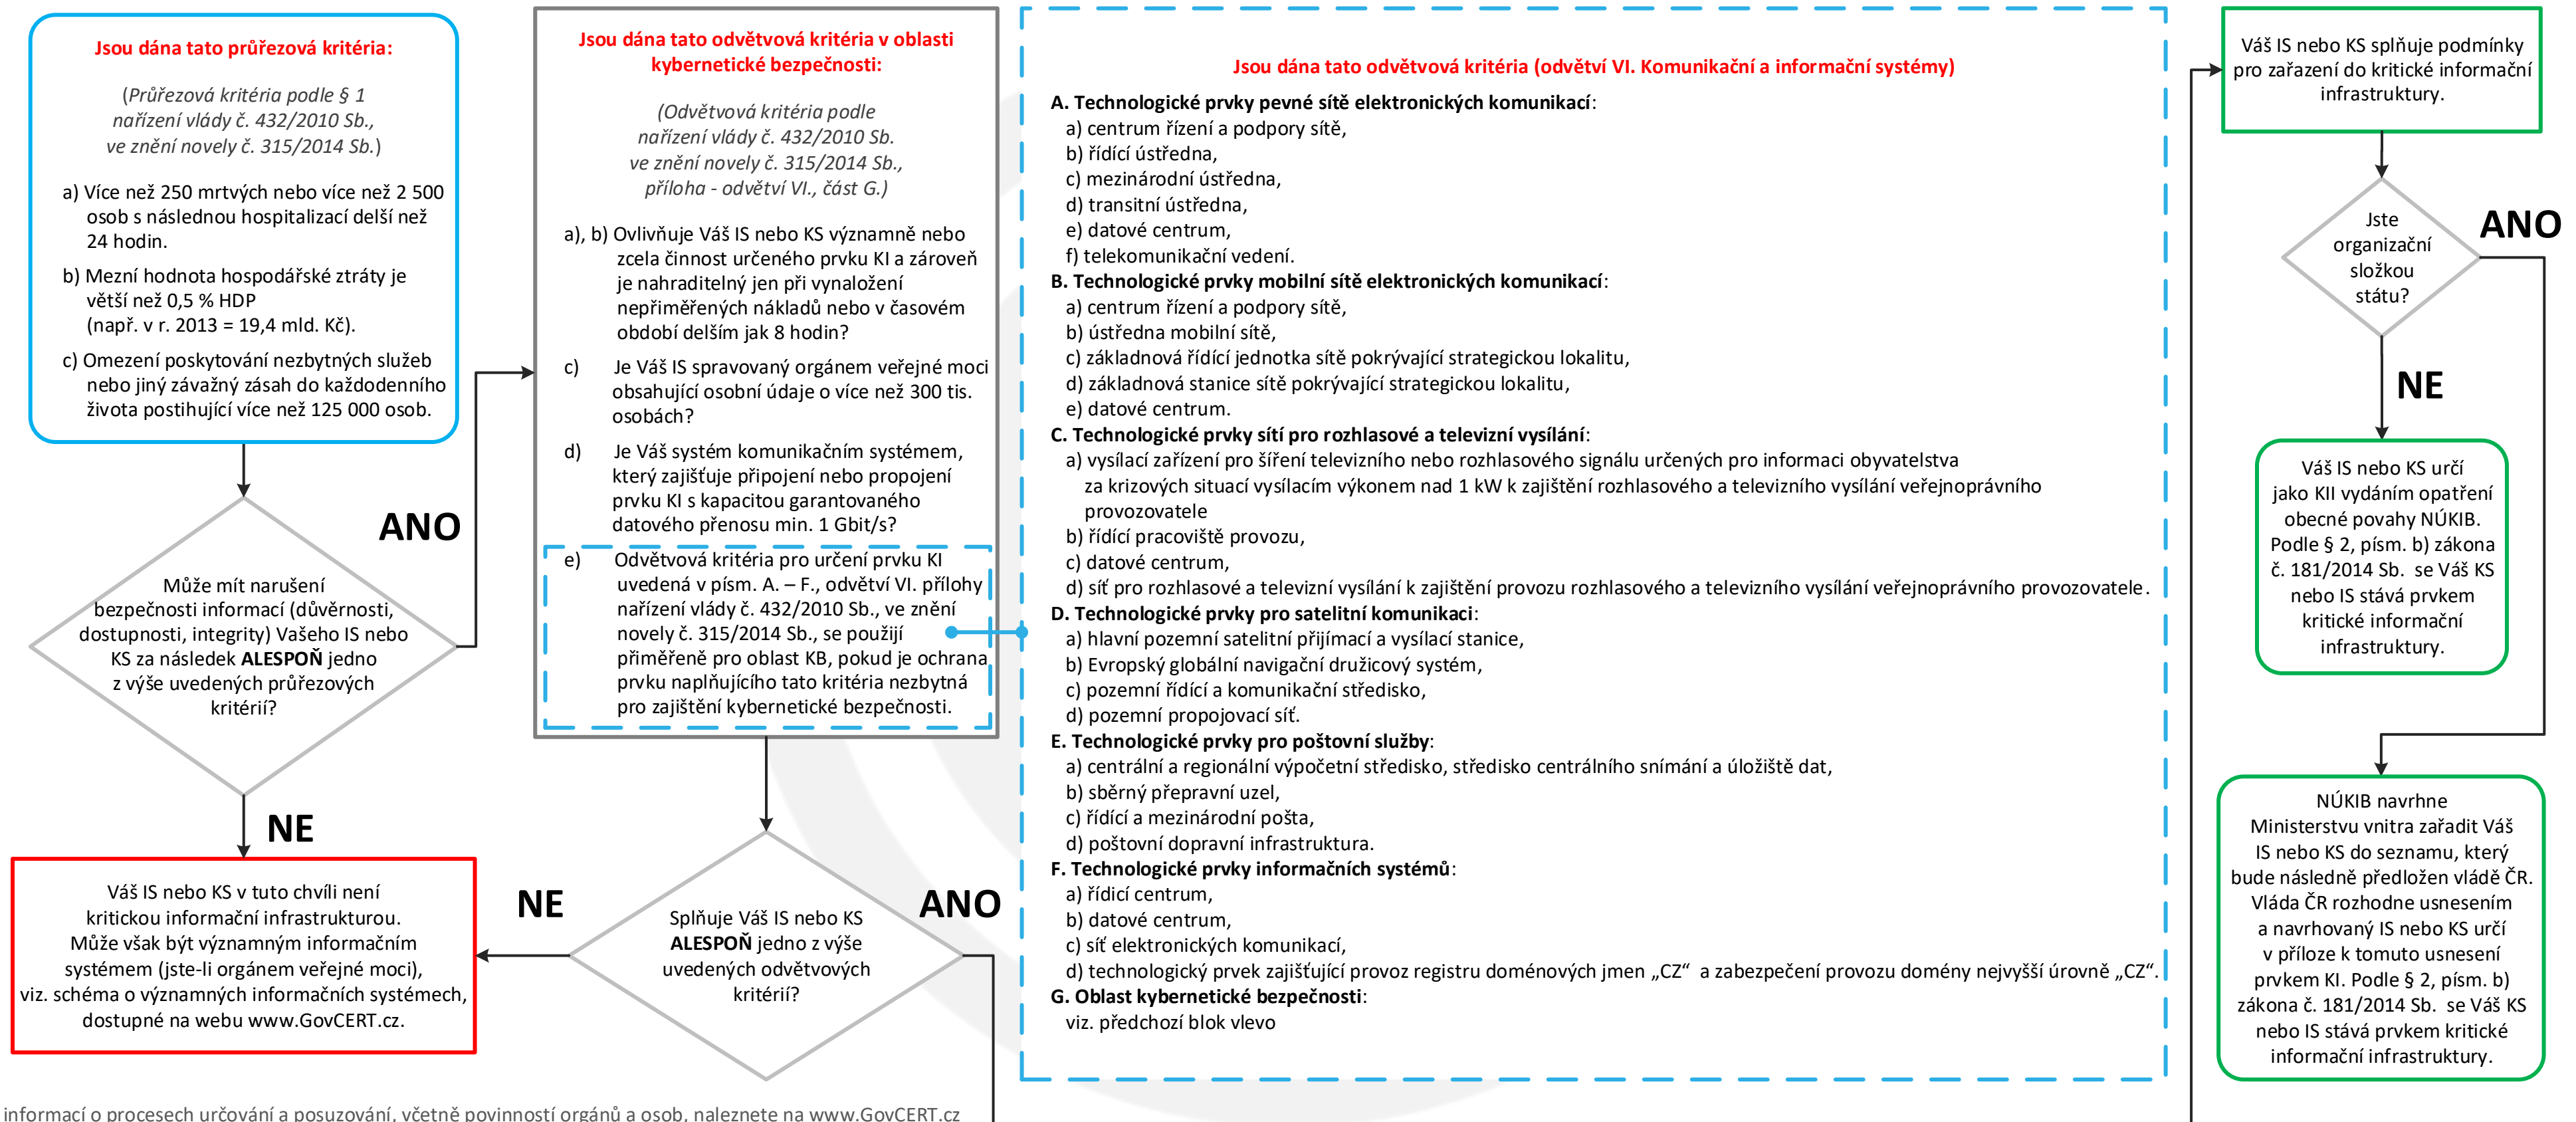 Jsou dána tato průřezová kritéria:
(Průřezová kritéria podle § 1
nařízení vlády č. 432/2010 Sb.,
ve znění novely č. 315/2014 Sb.)
a) Více než 250 mrtvých nebo více než 2 500
osob s následnou hospitalizací delší než
24 hodin.
b) Mezní hodnota hospodářské ztráty je
větší než 0,5 % HDP
(např. v r. 2013 = 19,4 mld. Kč).
c) Omezení poskytování nezbytných služeb
nebo jiný závažný zásah do každodenního
života postihující více než 125 000 osob.
ANO
Může mít narušení
bezpečnosti informací (důvěrnosti,
dostupnosti, integrity) Vašeho IS nebo
KS za následek ALESPOŇ jedno
z výše uvedených průřezových
kritérií?
NE
Váš IS nebo KS v tuto chvíli není
kritickou informační infrastrukturou.
Může však být významným informačním
systémem (jste-li orgánem veřejné moci),
viz. schéma o významných informačních systémech,
dostupné na webu www.GovCERT.cz.
Jsou dána tato odvětvová kritéria v oblasti
kybernetické bezpečnosti:
(Odvětvová kritéria podle
nařízení vlády č. 432/2010 Sb.
ve znění novely č. 315/2014 Sb.,
příloha - odvětví VI., část G.)
a), b) Ovlivňuje Váš IS nebo KS významně nebo
zcela činnost určeného prvku KI a zároveň
je nahraditelný jen při vynaložení
nepřiměřených nákladů nebo v časovém
období delším jak 8 hodin?
c) Je Váš IS spravovaný orgánem veřejné moci
obsahující osobní údaje o více než 300 tis.
osobách?
d) Je Váš systém komunikačním systémem,
který zajišťuje připojení nebo propojení
prvku KI s kapacitou garantovaného
datového přenosu min. 1 Gbit/s?
e) Odvětvová kritéria pro určení prvku KI
uvedená v písm. A. – F., odvětví VI. přílohy
nařízení vlády č. 432/2010 Sb., ve znění
novely č. 315/2014 Sb., se použijí
přiměřeně pro oblast KB, pokud je ochrana
prvku naplňujícího tato kritéria nezbytná
pro zajištění kybernetické bezpečnosti.
NE
ANO
Splňuje Váš IS nebo KS
ALESPOŇ jedno z výše
uvedených odvětvových
kritérií?
Jsou dána tato odvětvová kritéria (odvětví VI. Komunikační a informační systémy)
A. Technologické prvky pevné sítě elektronických komunikací:
a) centrum řízení a podpory sítě,
b) řídící ústředna,
c) mezinárodní ústředna,
d) transitní ústředna,
e) datové centrum,
f) telekomunikační vedení.
B. Technologické prvky mobilní sítě elektronických komunikací:
a) centrum řízení a podpory sítě,
b) ústředna mobilní sítě,
c) základnová řídící jednotka sítě pokrývající strategickou lokalitu,
d) základnová stanice sítě pokrývající strategickou lokalitu,
e) datové centrum.
C. Technologické prvky sítí pro rozhlasové a televizní vysílání:
a) vysílací zařízení pro šíření televizního nebo rozhlasového signálu určených pro informaci obyvatelstva
za krizových situací vysílacím výkonem nad 1 kW k zajištění rozhlasového a televizního vysílání veřejnoprávního
provozovatele
b) řídící pracoviště provozu,
c) datové centrum,
d) síť pro rozhlasové a televizní vysílání k zajištění provozu rozhlasového a televizního vysílání veřejnoprávního provozovatele.
D. Technologické prvky pro satelitní komunikaci:
a) hlavní pozemní satelitní přijímací a vysílací stanice,
b) Evropský globální navigační družicový systém,
c) pozemní řídící a komunikační středisko,
d) pozemní propojovací síť.
E. Technologické prvky pro poštovní služby:
a) centrální a regionální výpočetní středisko, středisko centrálního snímání a úložiště dat,
b) sběrný přepravní uzel,
c) řídící a mezinárodní pošta,
d) poštovní dopravní infrastruktura.
F. Technologické prvky informačních systémů:
a) řídicí centrum,
b) datové centrum,
c) síť elektronických komunikací,
d) technologický prvek zajišťující provoz registru doménových jmen „CZ“ a zabezpečení provozu domény nejvyšší úrovně „CZ“.
G. Oblast kybernetické bezpečnosti:
viz. předchozí blok vlevo
Váš IS nebo KS splňuje podmínky
pro zařazení do kritické informační
infrastruktury.
Jste
organizační
složkou
státu?
ANO
NE
Váš IS nebo KS určí
jako KII vydáním opatření
obecné povahy NÚKIB.
Podle § 2, písm. b) zákona
č. 181/2014 Sb. se Váš KS
nebo IS stává prvkem
kritické informační
infrastruktury.
NÚKIB navrhne
Ministerstvu vnitra zařadit Váš
IS nebo KS do seznamu, který
bude následně předložen vládě ČR.
Vláda ČR rozhodne usnesením
a navrhovaný IS nebo KS určí
v příloze k tomuto usnesení
prvkem KI. Podle § 2, písm. b)
zákona č. 181/2014 Sb. se Váš KS
nebo IS stává prvkem kritické
informační infrastruktury.
informací o procesech určování a posuzování, včetně povinností orgánů a osob, naleznete na www.GovCERT.cz